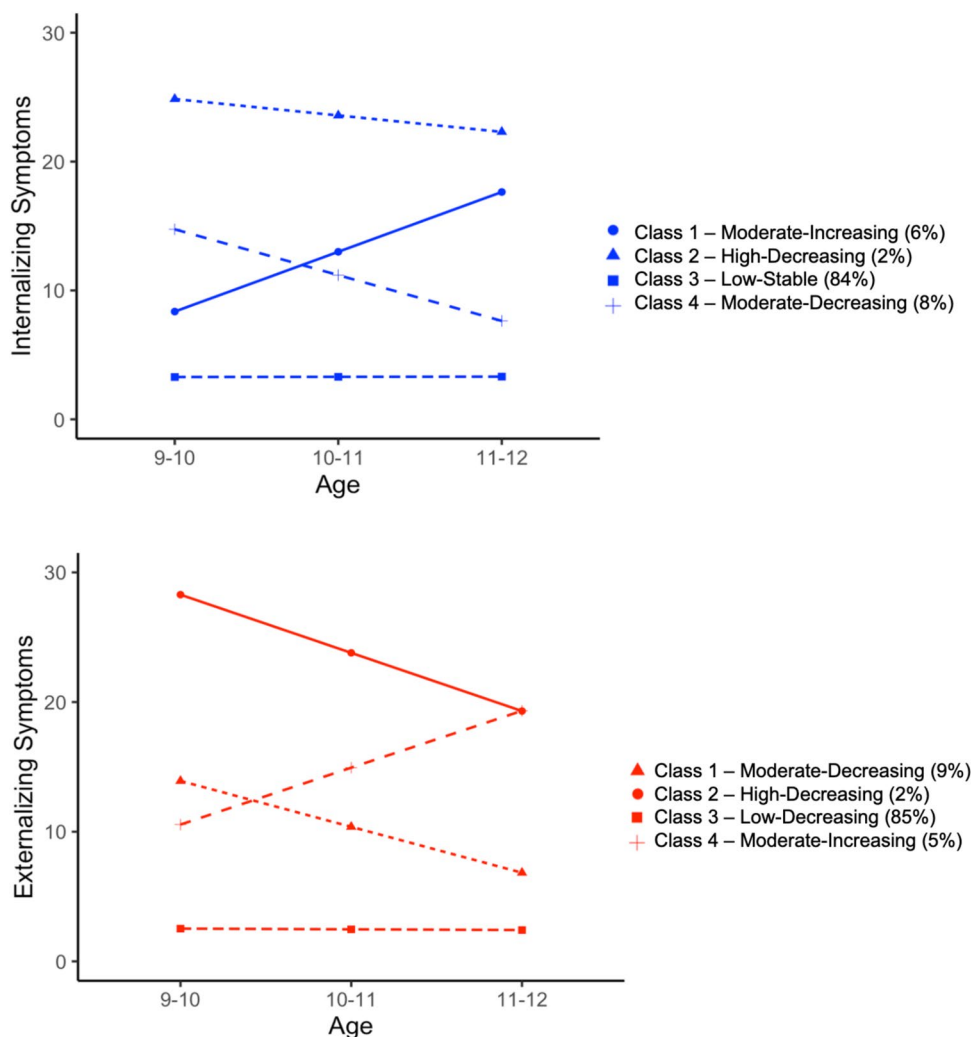 30
20
10
0
Internalizing Symptoms
9-10
10-11
11-12
Age
Class 1 – Moderate-Increasing (6%)
Class 2 – High-Decreasing (2%)
Class 3 – Low-Stable (84%)
Class 4 – Moderate-Decreasing (8%)
30
20
10
0
Externalizing Symptoms
9-10
10-11
11-12
Age
Class 1 – Moderate-Decreasing (9%)
Class 2 – High-Decreasing (2%)
Class 3 – Low-Decreasing (85%)
Class 4 – Moderate-Increasing (5%)